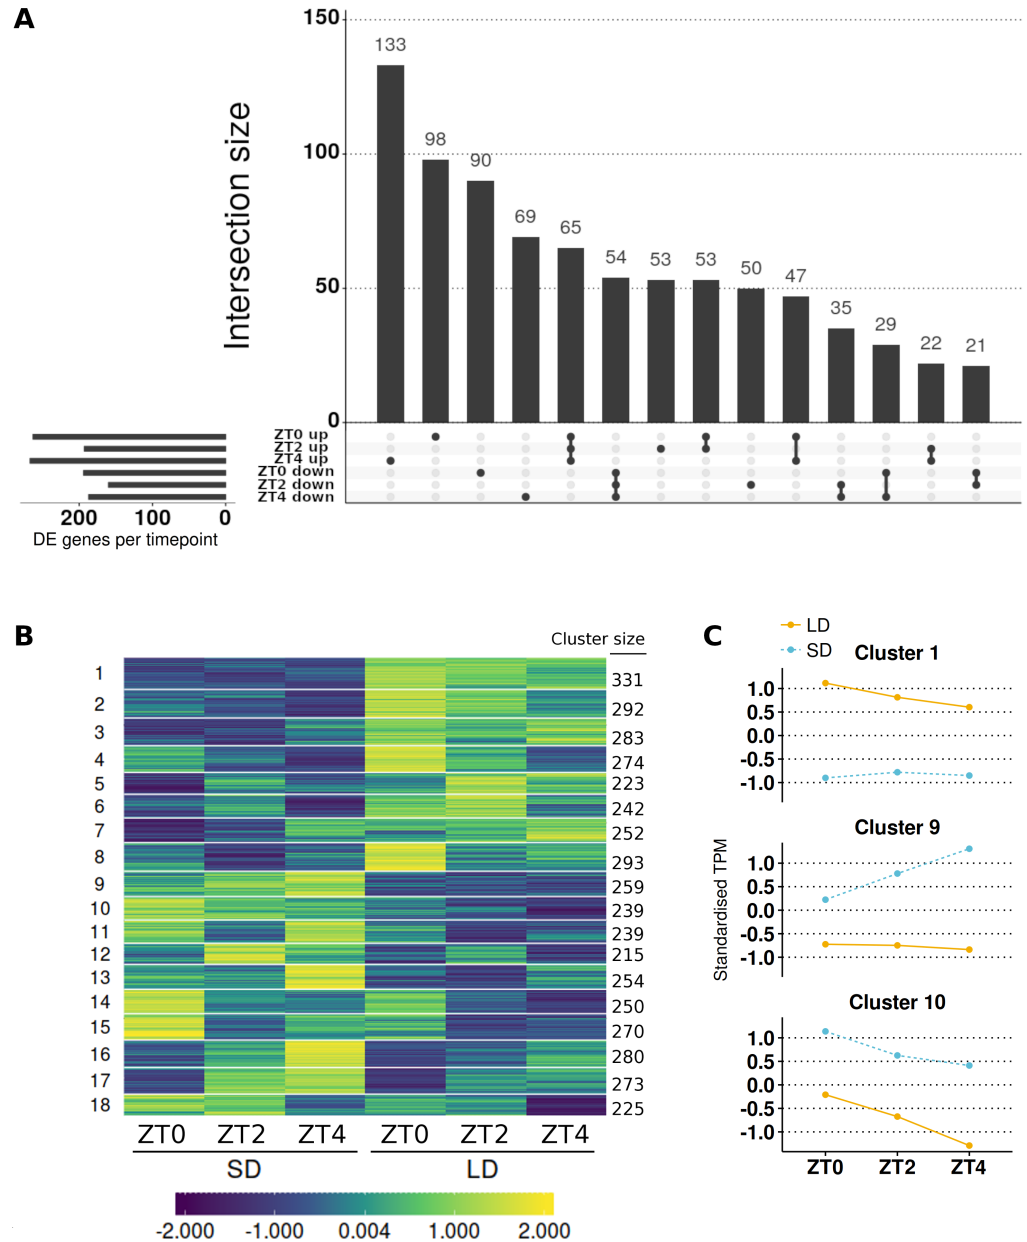 A
Intersection size
150
100
50
0
133
98
90
69
65
54
53
53
50
47
35
29
22
21
ZT0 up
ZT2 up
ZT4 up
ZT0 down
ZT2 down
ZT4 down
200 100 0
DE genes per timepoint
B
Cluster size
1 331
2 292
3 283
4 274
5 223
6 242
7 252
8 293
9 259
10 239
11 239
12 215
13 254
14 250
15 270
16 280
17 273
18 225
ZT0 ZT2 ZT4 ZT0 ZT2 ZT4
SD LD
-2.000 -1.000 0.004 1.000 2.000
C
LD
SD
Cluster 1
1.0
0.5
0.0
-0.5
-1.0
Standardised TPM
Cluster 9
1.0
0.5
0.0
-0.5
-1.0
Cluster 10
1.0
0.5
0.0
-0.5
-1.0
ZT0 ZT2 ZT4